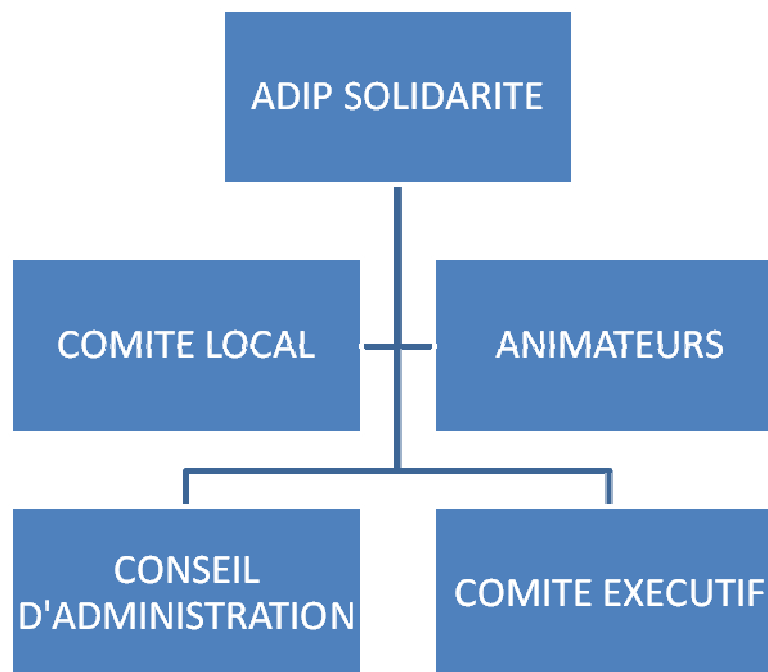 ADIP SOLIDARITE
COMITE LOCAL
ANIMATEURS
CONSEIL
D'ADMINISTRATION
COMITE EXECUTIF